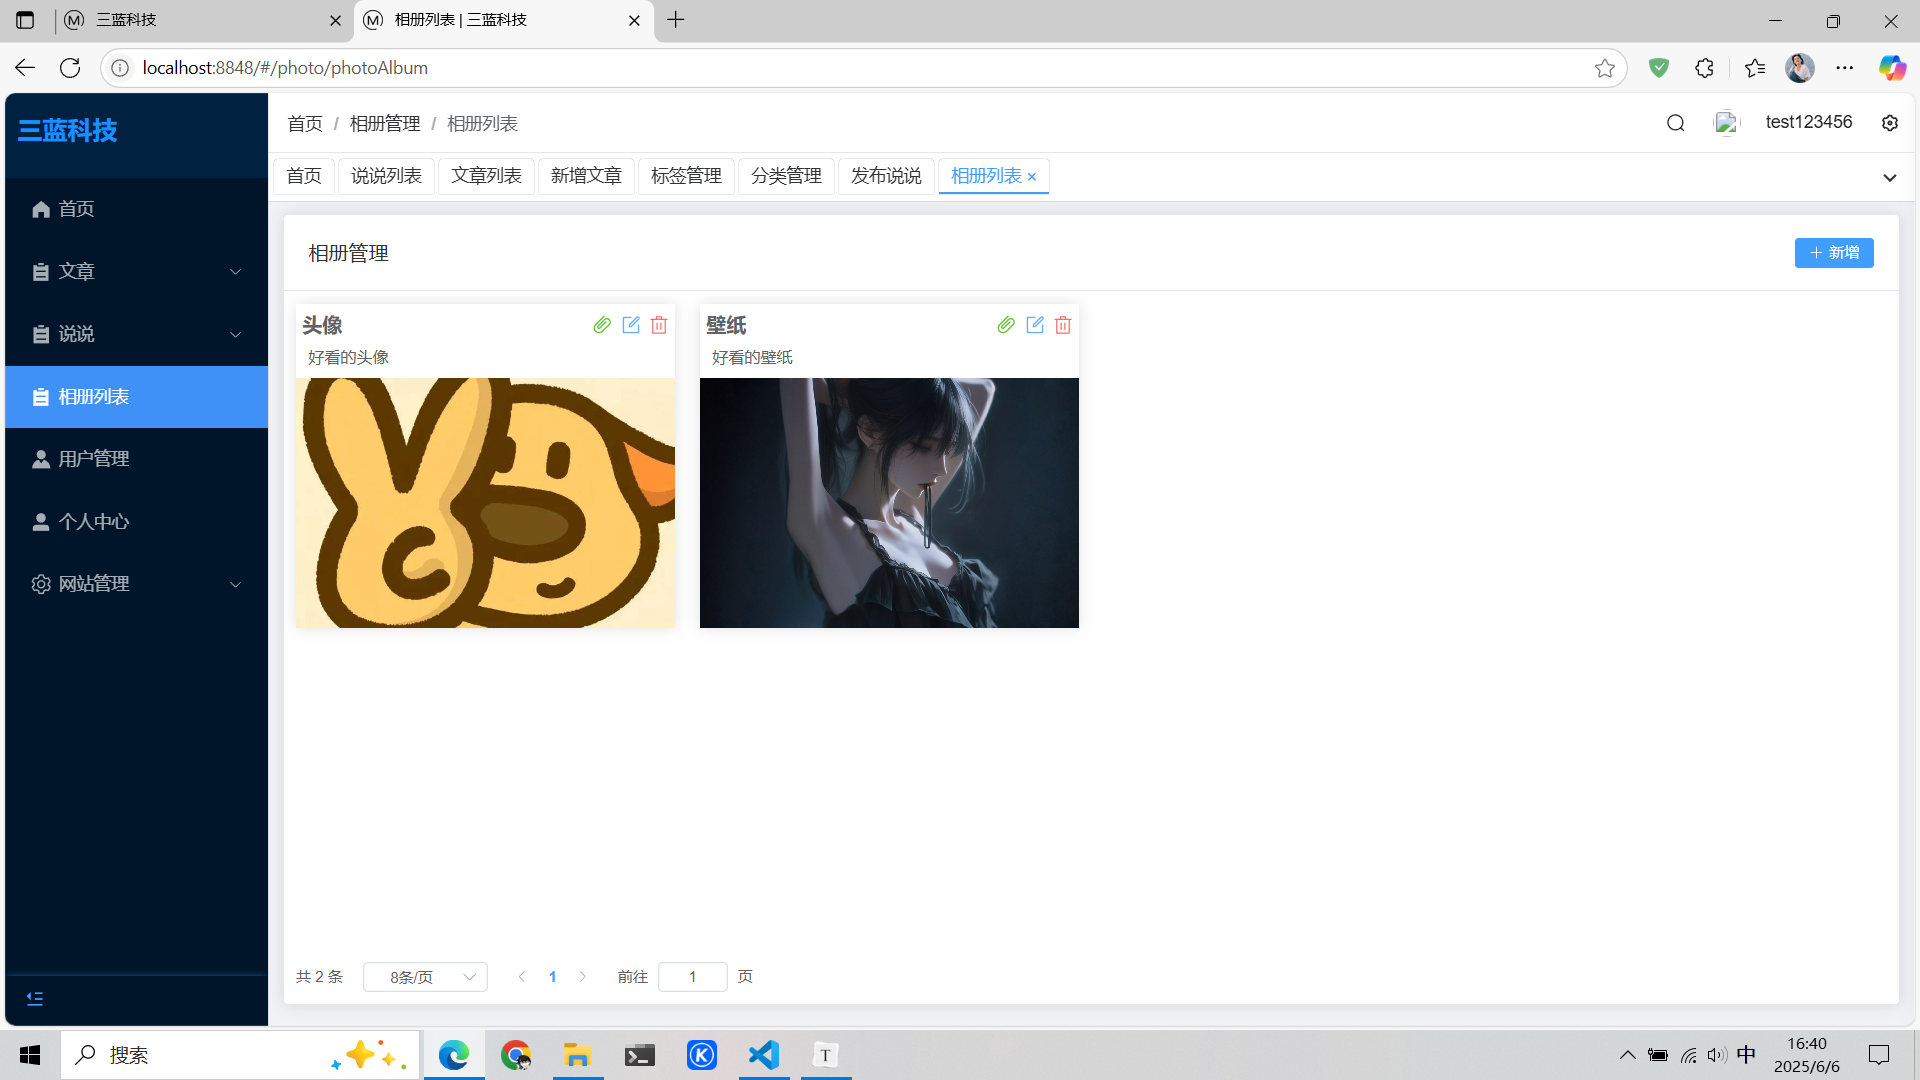 三蓝科技
相册列表 | 三蓝科技
localhost:8848/#/photo/photoAlbum
三蓝科技
首页 / 相册管理 / 相册列表
test123456
首页
说说列表
文章列表
新增文章
标签管理
分类管理
发布说说
相册列表
首页
文章
说说
相册列表
用户管理
个人中心
网站管理
相册管理
新增
头像
好看的头像
壁纸
好看的壁纸
共 2 条
8条/页
1
前往 1 页
搜索
中
16:40
2025/6/6